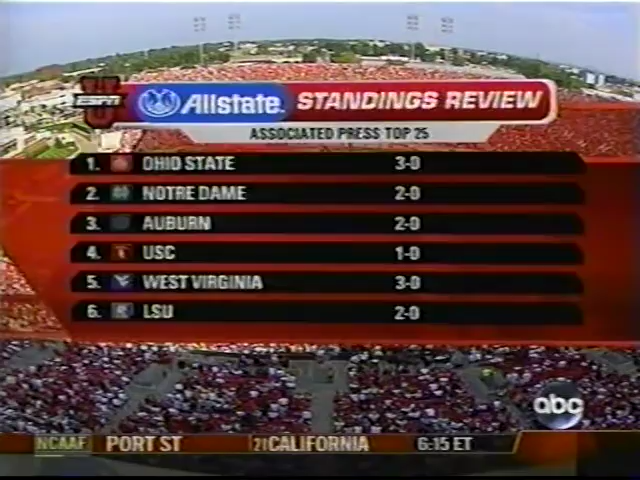 ESPN Allstate. STANDINGS REVIEW
ASSOCIATED PRESS TOP 25
1. OHIO STATE 3-0
2. NOTRE DAME 2-0
3. AUBURN 2-0
4. USC 1-0
5. WEST VIRGINIA 3-0
6. LSU 2-0
abc
NCAAF PORT ST 21 CALIFORNIA 6:15 ET